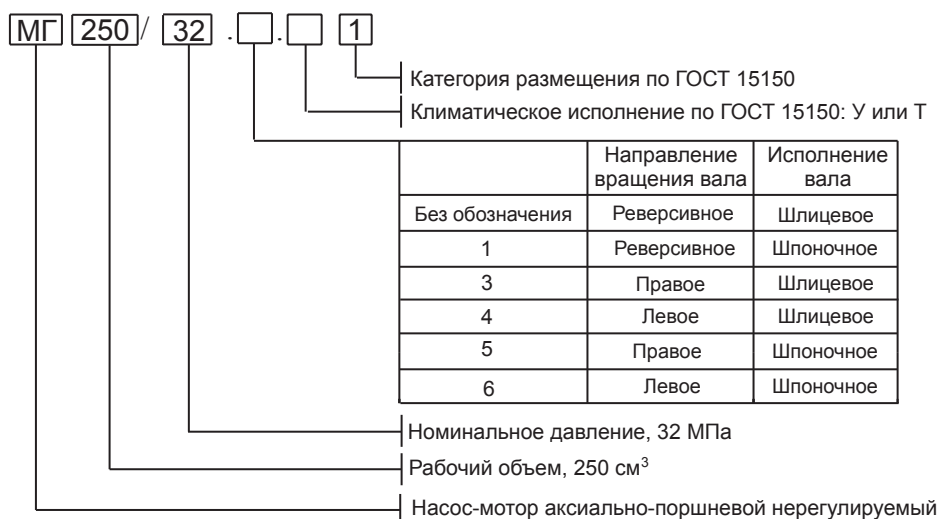 МГ 250 / 32 . . 1
Категория размещения по ГОСТ 15150
Климатическое исполнение по ГОСТ 15150: У или Т
Направление вращения вала Исполнение вала
Без обозначения Реверсивное Шлицевое
1 Реверсивное Шпоночное
3 Правое Шлицевое
4 Левое Шлицевое
5 Правое Шпоночное
6 Левое Шпоночное
Номинальное давление, 32 МПа
Рабочий объем, 250 см³
Насос-мотор аксиально-поршневой нерегулируемый